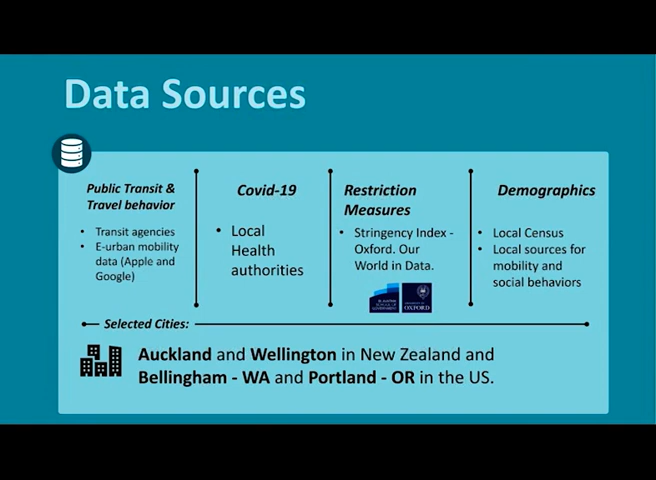 Data Sources
Public Transit &
Travel behavior
• Transit agencies
• E-urban mobility
data (Apple and
Google)
Covid-19
• Local
Health
authorities
Restriction
Measures
• Stringency Index -
Oxford. Our
World in Data.
OXFORD
Demographics
• Local Census
• Local sources for
mobility and
social behaviors
Selected Cities:
Auckland and Wellington in New Zealand and
Bellingham - WA and Portland - OR in the US.